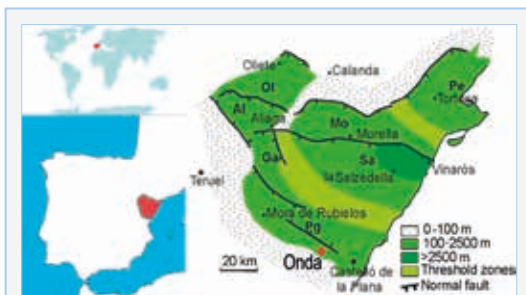 Oliete
Calanda
Ol
Pe
Tortosa
Al
Aliaga
Mo
Morella
Ga
Sa
la Salzedella
Vinaròs
Teruel
Mora de Rubielos
Pg
20 km
Onda
Castelló de
la Plana
0-100 m
100-2500 m
>2500 m
Threshold zones
Normal fault